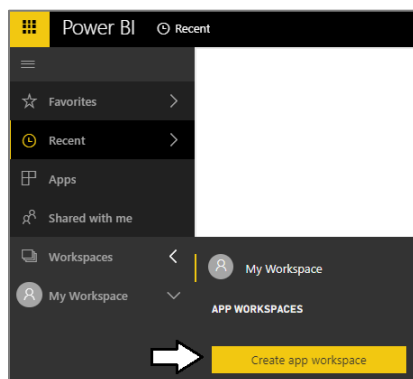 Power BI Recent
Favorites
Recent
Apps
Shared with me
Workspaces
My Workspace
My Workspace
APP WORKSPACES
Create app workspace